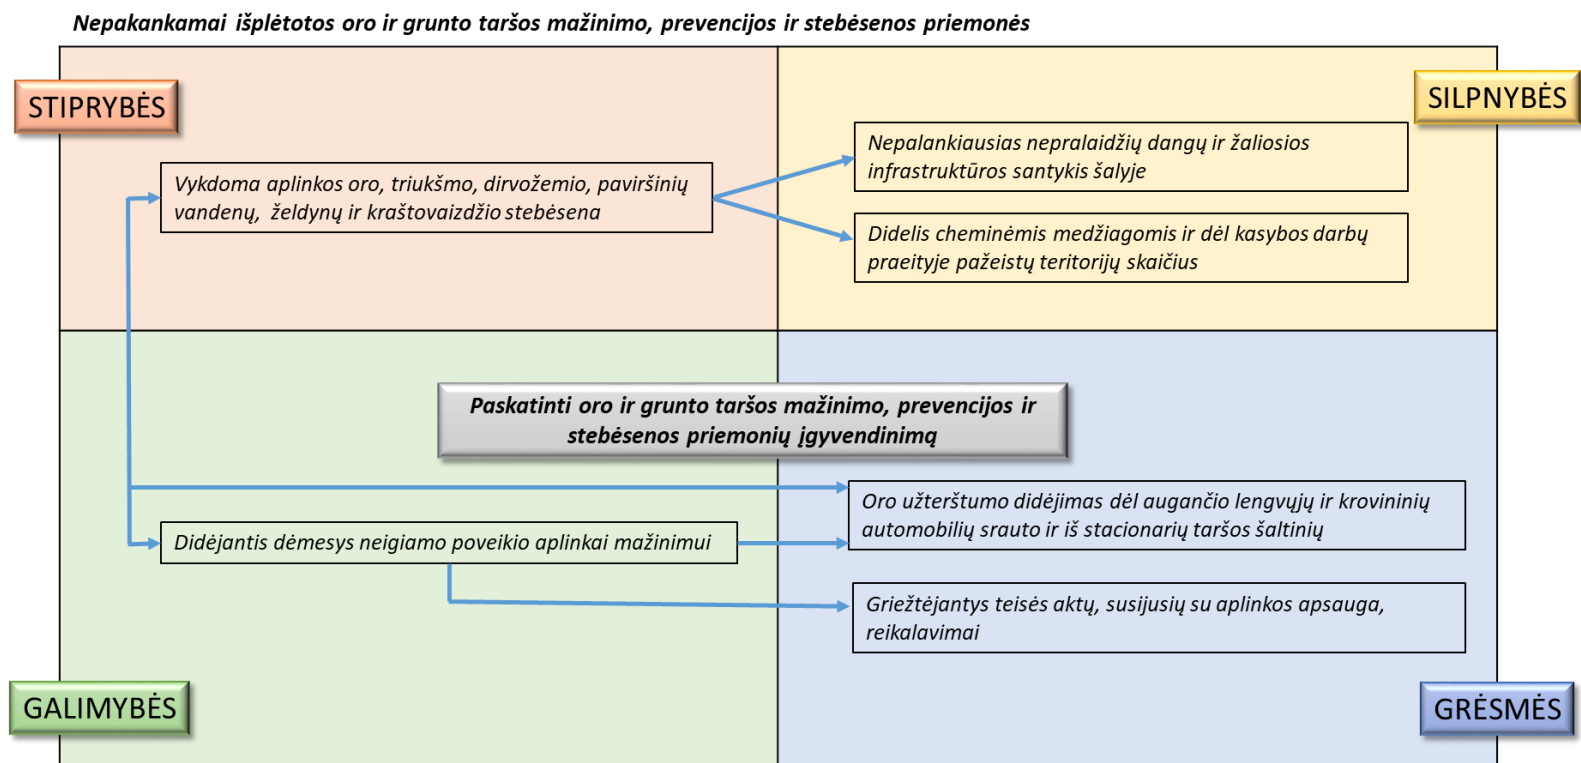 Nepakankamai išplėtotos oro ir grunto taršos mažinimo, prevencijos ir stebėsenos priemonės
STIPRYBĖS
SILPNYBĖS
Vykdoma aplinkos oro, triukšmo, dirvožemio, paviršinių
vandenų, želdynų ir kraštovaizdžio stebėsena
Nepalankiausias nepralaidžių dangų ir žaliosios
infrastruktūros santykis šalyje
Didelis cheminėmis medžiagomis ir dėl kasybos darbų
praeityje pažeistų teritorijų skaičius
Paskatinti oro ir grunto taršos mažinimo, prevencijos ir
stebėsenos priemonių įgyvendinimą
Oro užterštumo didėjimas dėl augančio lengvųjų ir krovininių
automobilių srauto ir iš stacionarių taršos šaltinių
Didėjantis dėmesys neigiamo poveikio aplinkai mažinimui
Griežtėjantys teisės aktų, susijusių su aplinkos apsauga,
reikalavimai
GALIMYBĖS
GRĖSMĖS